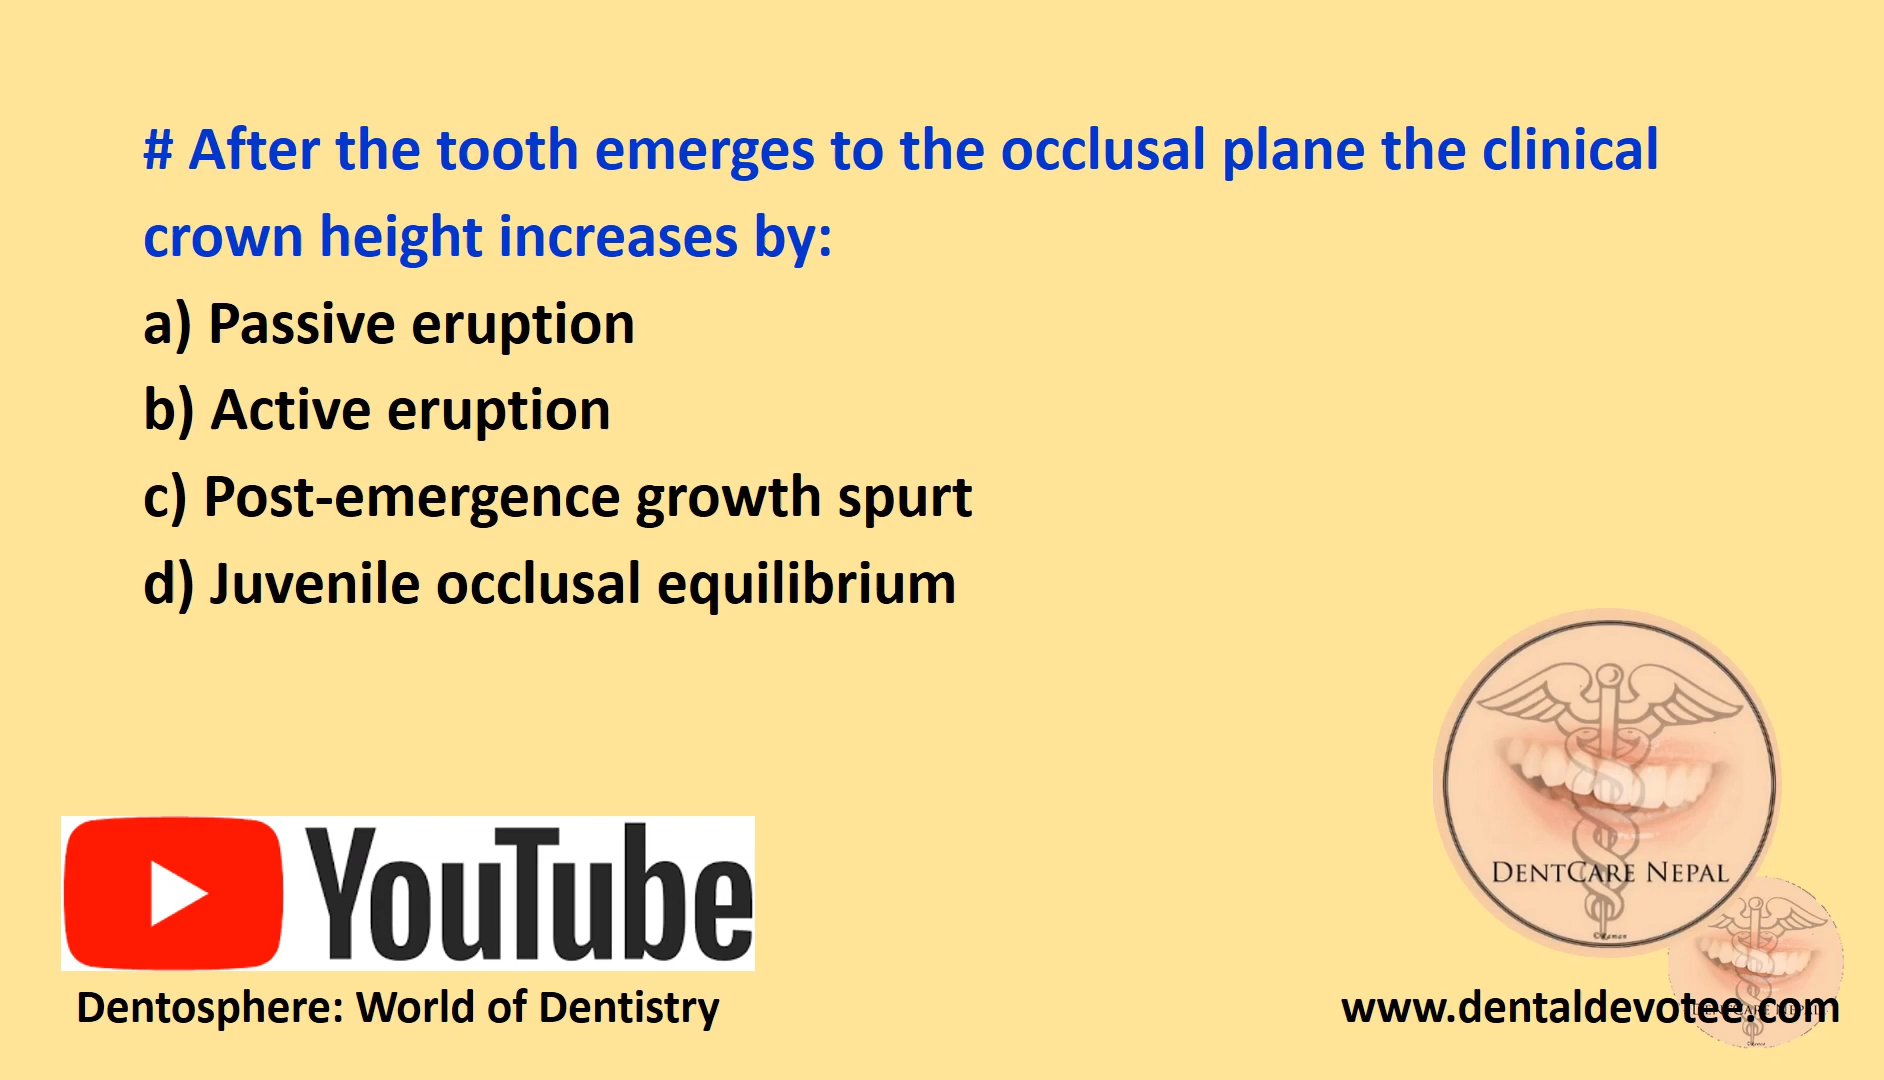 # After the tooth emerges to the occlusal plane the clinical
crown height increases by:
a) Passive eruption
b) Active eruption
c) Post-emergence growth spurt
d) Juvenile occlusal equilibrium
DENTCARE NEPAL
YouTube
Dentosphere: World of Dentistry
www.dentaldevotee.com